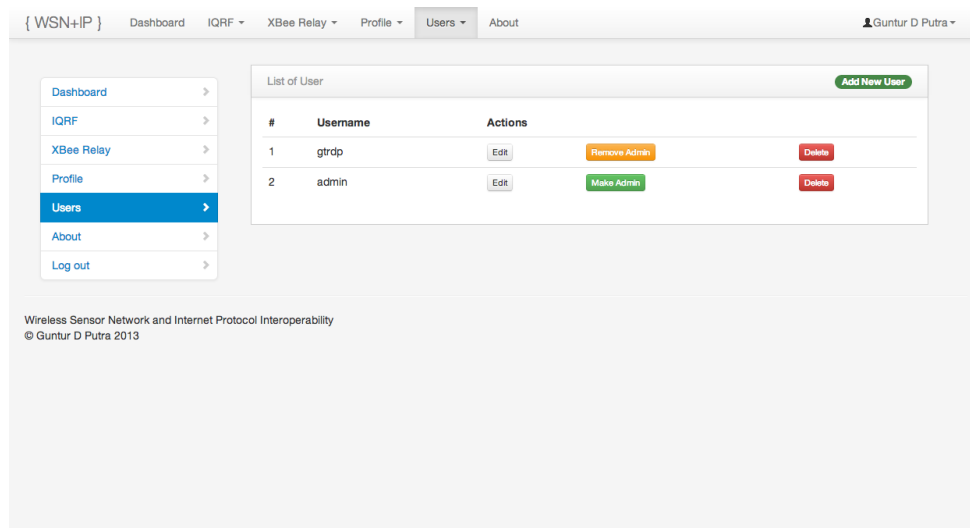 { WSN+IP } Dashboard IQRF XBee Relay Profile Users About Guntur D Putra
Dashboard
IQRF
XBee Relay
Profile
Users
About
Log out
List of User Add New User
# Username Actions
1 gtrdp Edit Remove Admin Delete
2 admin Edit Make Admin Delete
Wireless Sensor Network and Internet Protocol Interoperability
© Guntur D Putra 2013